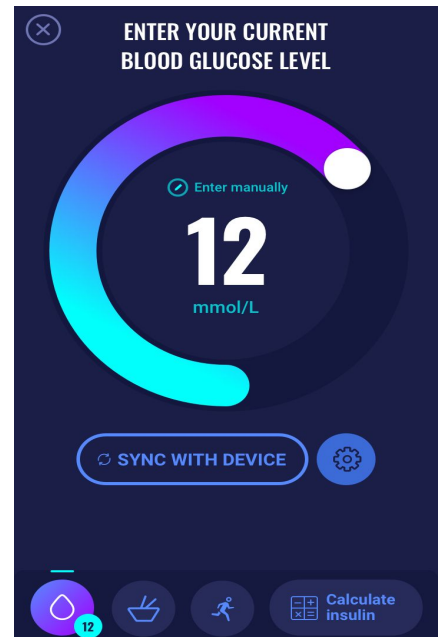 ENTER YOUR CURRENT
BLOOD GLUCOSE LEVEL
Enter manually
12
mmol/L
SYNC WITH DEVICE
12
Calculate
insulin